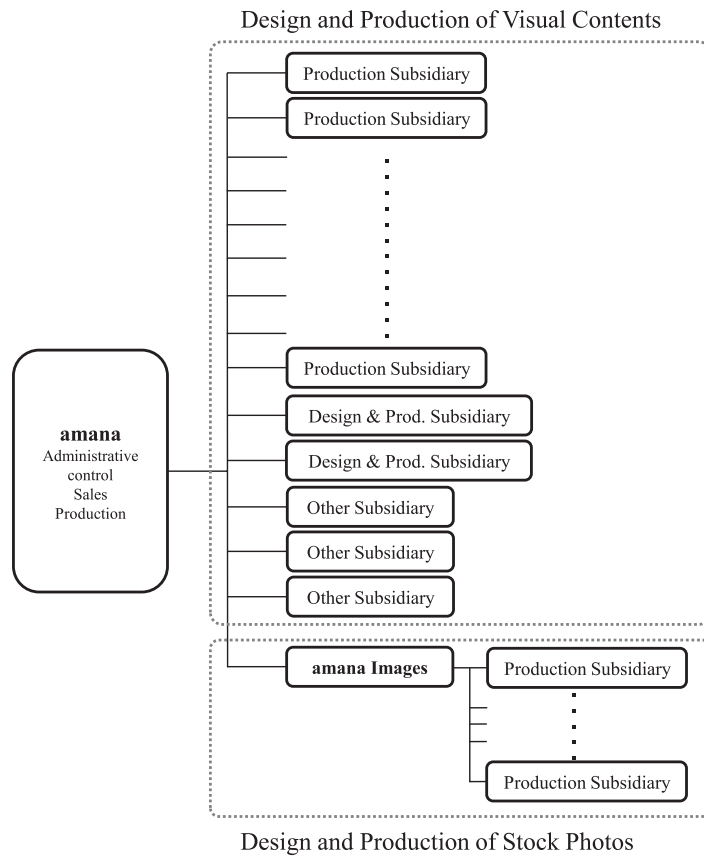 Design and Production of Visual Contents
Production Subsidiary
Production Subsidiary
Production Subsidiary
Design & Prod. Subsidiary
Design & Prod. Subsidiary
Other Subsidiary
Other Subsidiary
Other Subsidiary
amana
Administrative
control
Sales
Production
amana Images
Production Subsidiary
Production Subsidiary
Design and Production of Stock Photos